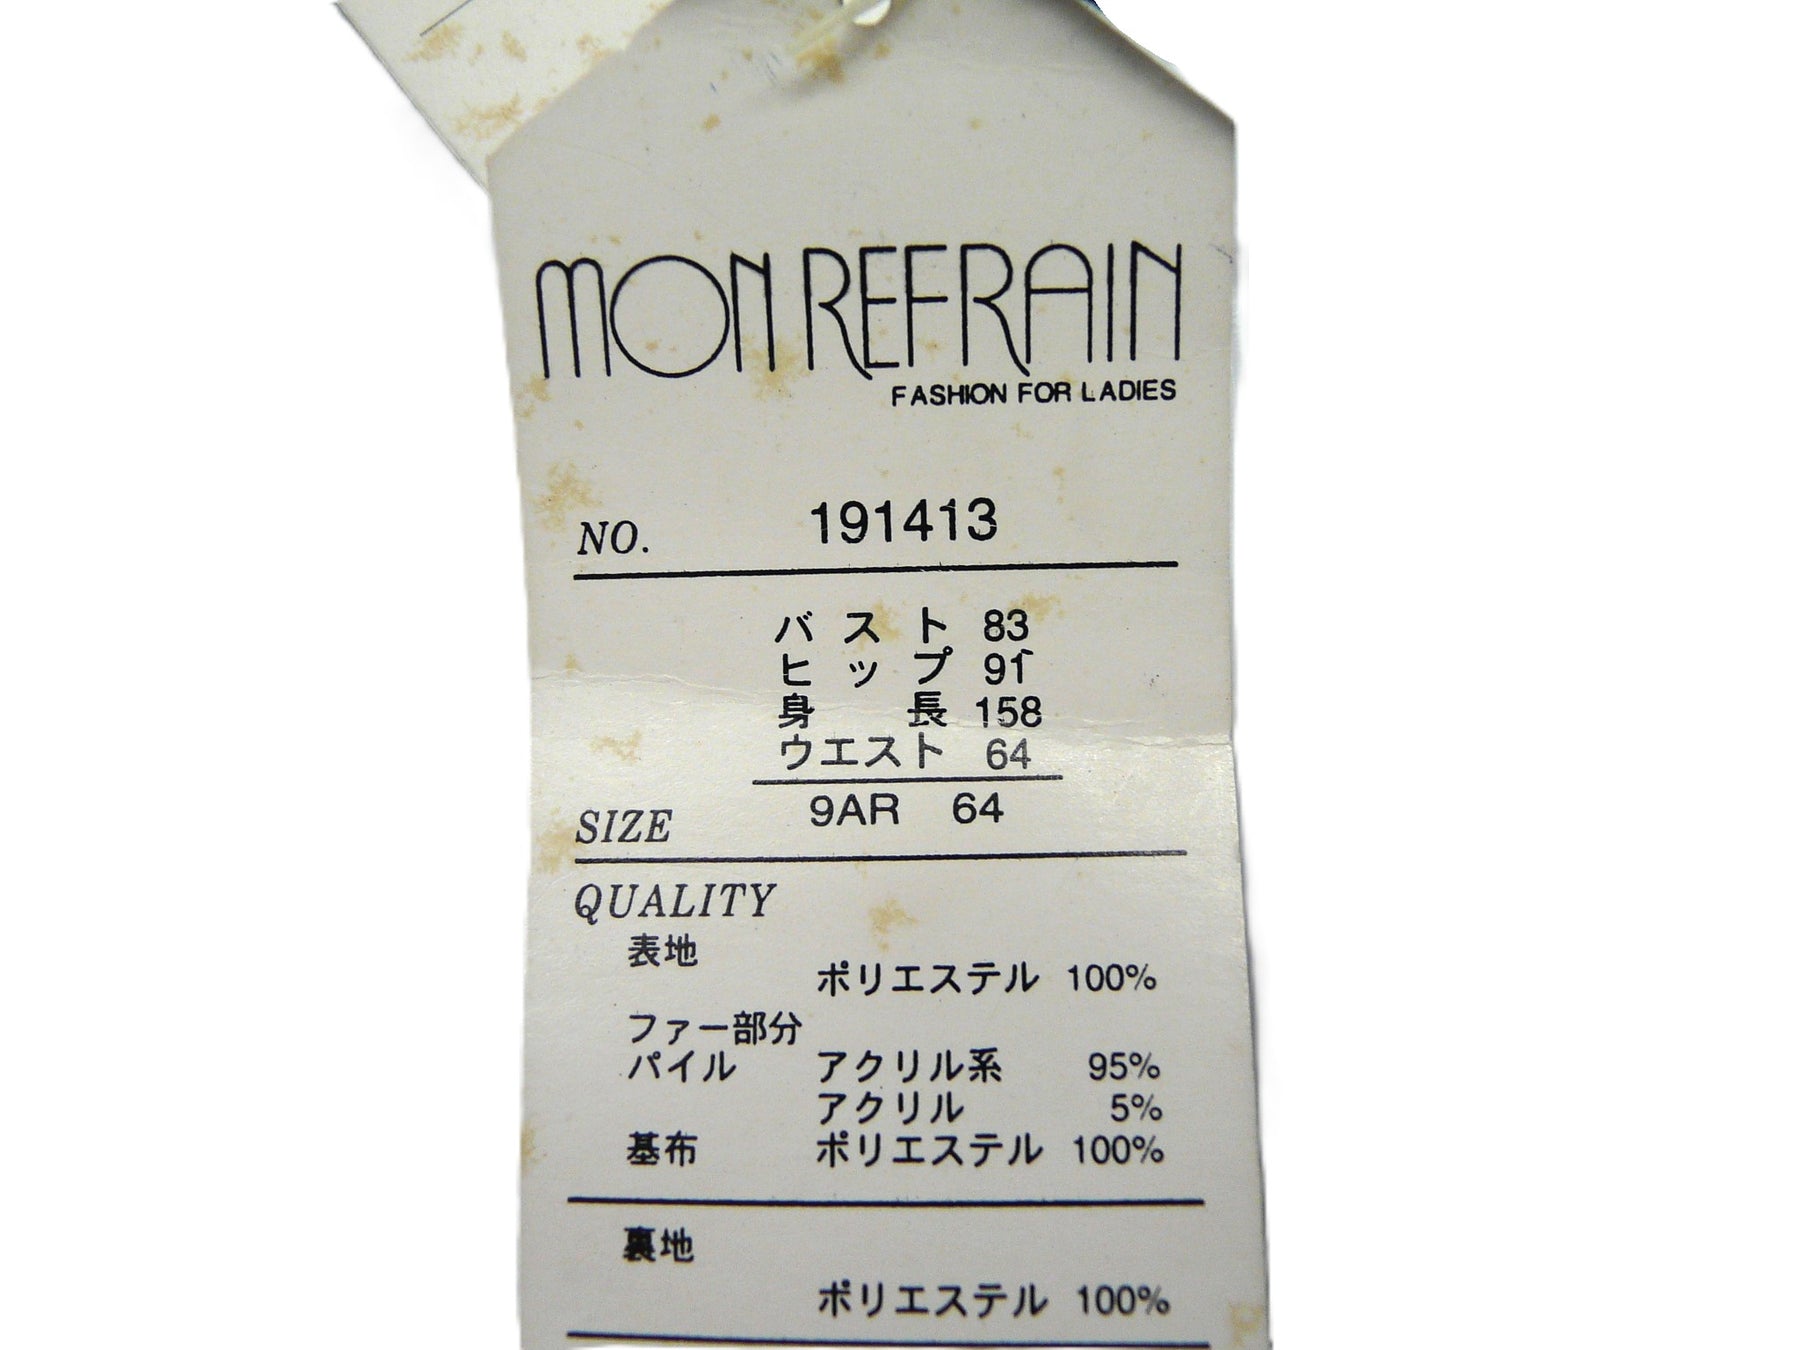 MON REFRAIN
FASHION FOR LADIES
NO. 191413
バスト 83
ヒップ 91
身長 158
ウエスト 64
SIZE 9AR 64
QUALITY
表地
ポリエステル 100%
ファー部分
パイル アクリル系 95%
アクリル 5%
基布 ポリエステル 100%
裏地
ポリエステル 100%